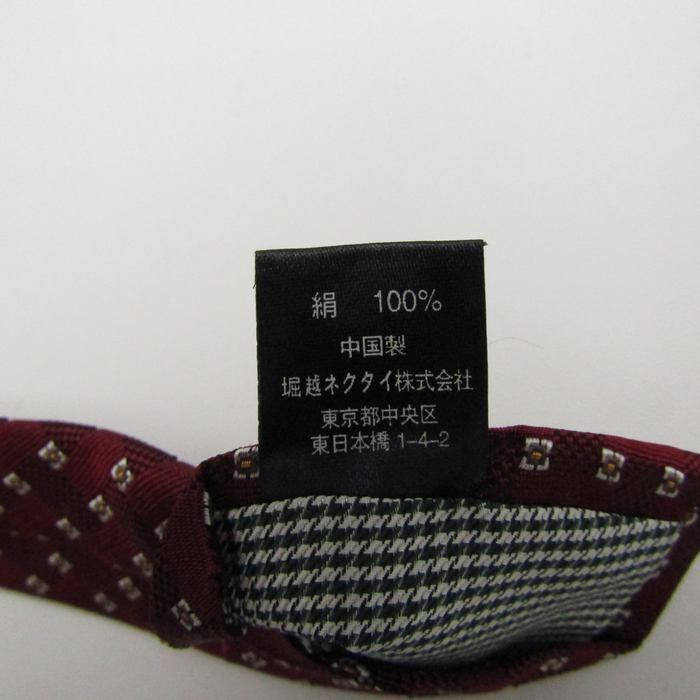 絹 100%
中国製
堀越ネクタイ株式会社
東京都中央区
東日本橋 1-4-2